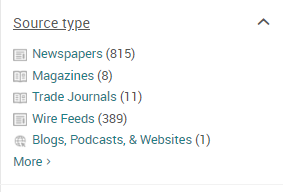 Source type
Newspapers (815)
Magazines (8)
Trade Journals (11)
Wire Feeds (389)
Blogs, Podcasts, & Websites (1)
More ›